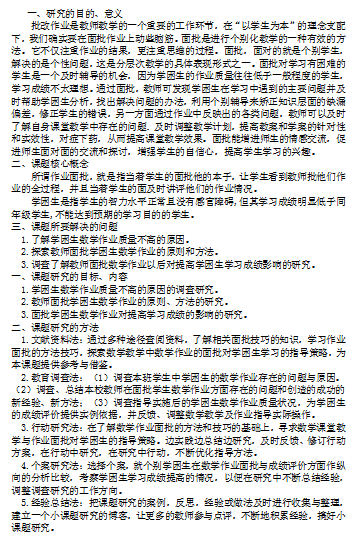 一、研究的目的、意义
批改作业是教师教学的一个重要的工作环节，在“以学生为本”的理念支配
下，我们确实要在面批作业上动些脑筋。面批是进行个别化教学的一种有效的方
法。它不仅注重作业的结果，更注重思维的过程。面批，面对的就是个别学生，
解决的是个性问题，这是分层次教学的具体表现形式之一。面批对学习有困难的
学生是一个及时辅导的机会，因为学困生的作业质量往往低于一般程度的学生，
学习成绩不太理想。通过面批，教师可发现学困生在学习中遇到的主要问题并及
时帮助学困生分析，找出解决问题的办法，利用个别辅导来矫正知识层面的缺漏
偏差，修正学生的错误，另一方面通过作业中反映出的各类问题，教师可以及时
了解自身课堂教学中存在的问题，及时调整教学计划，提高教案和学案的针对性
和实效性，对症下药，从而提高课堂教学效果。面批能增进师生的情感交流，促
进师生面对面的交流和探讨，增强学生的自信心，提高学生学习的兴趣。
二、课题核心概念
所谓作业面批，就是指当着学生的面批他的本子，让学生看到教师批他们作
业的全过程，并且当着学生的面及时讲评他们的作业情况。
学困生是指学生的智力水平正常且没有感官障碍，但其学习成绩明显低于同
年级学生，不能达到预期的学习目的的学生。
三、课题所要解决的问题
1.了解学困生数学作业质量不高的原因。
2.探索教师面批学困生数学作业的原则和方法。
3.调查了解教师面批数学作业以后对提高学困生学习成绩影响的研究。
一、课题研究的目标、内容
1.学困生数学作业质量不高的原因的调查研究。
2.教师面批学困生数学作业的原则、方法的研究。
3.面批学困生数学作业对提高学习成绩的影响的研究。
二、课题研究的方法
1.文献资料法：通过多种途径查阅资料，了解相关面批技巧的知识，学习作业
面批的方法技巧，探索数学教学中数学作业的面批对学困生学习的指导策略，为
本课题提供参考与借鉴。
2.教育调查法：（1）调查本班学生中学困生的数学作业存在的问题与原因。
（2）调查、总结本校教师在面批学生数学作业方面存在的问题和创造的成功的
新经验、新方法；（3）调查指导实施后的学困生数学作业质量状况，为学困生
的成绩评价提供实例依据，并反馈、调整数学教学及作业指导实际操作。
3.行动研究法：在了解数学作业面批的方法和技巧的基础上，寻求数学课堂教
学与作业面批对学困生的指导策略。边实践边总结边研究，及时反馈、修订行动
方案，在行动中研究，在研究中行动，不断优化指导方法。
4.个案研究法：选择个案，就个别学困生在数学作业面批与成绩评价方面作纵
向的分析比较，考察学困生学习成绩提高的情况，以便在研究中不断总结经验，
调整调查研究的工作方向。
5.经验总结法：把课题研究的案例，反思，经验或做法及时进行收集与整理，
建立一个小课题研究的博客，让更多的教师参与点评，不断地积累经验，搞好小
课题研究。